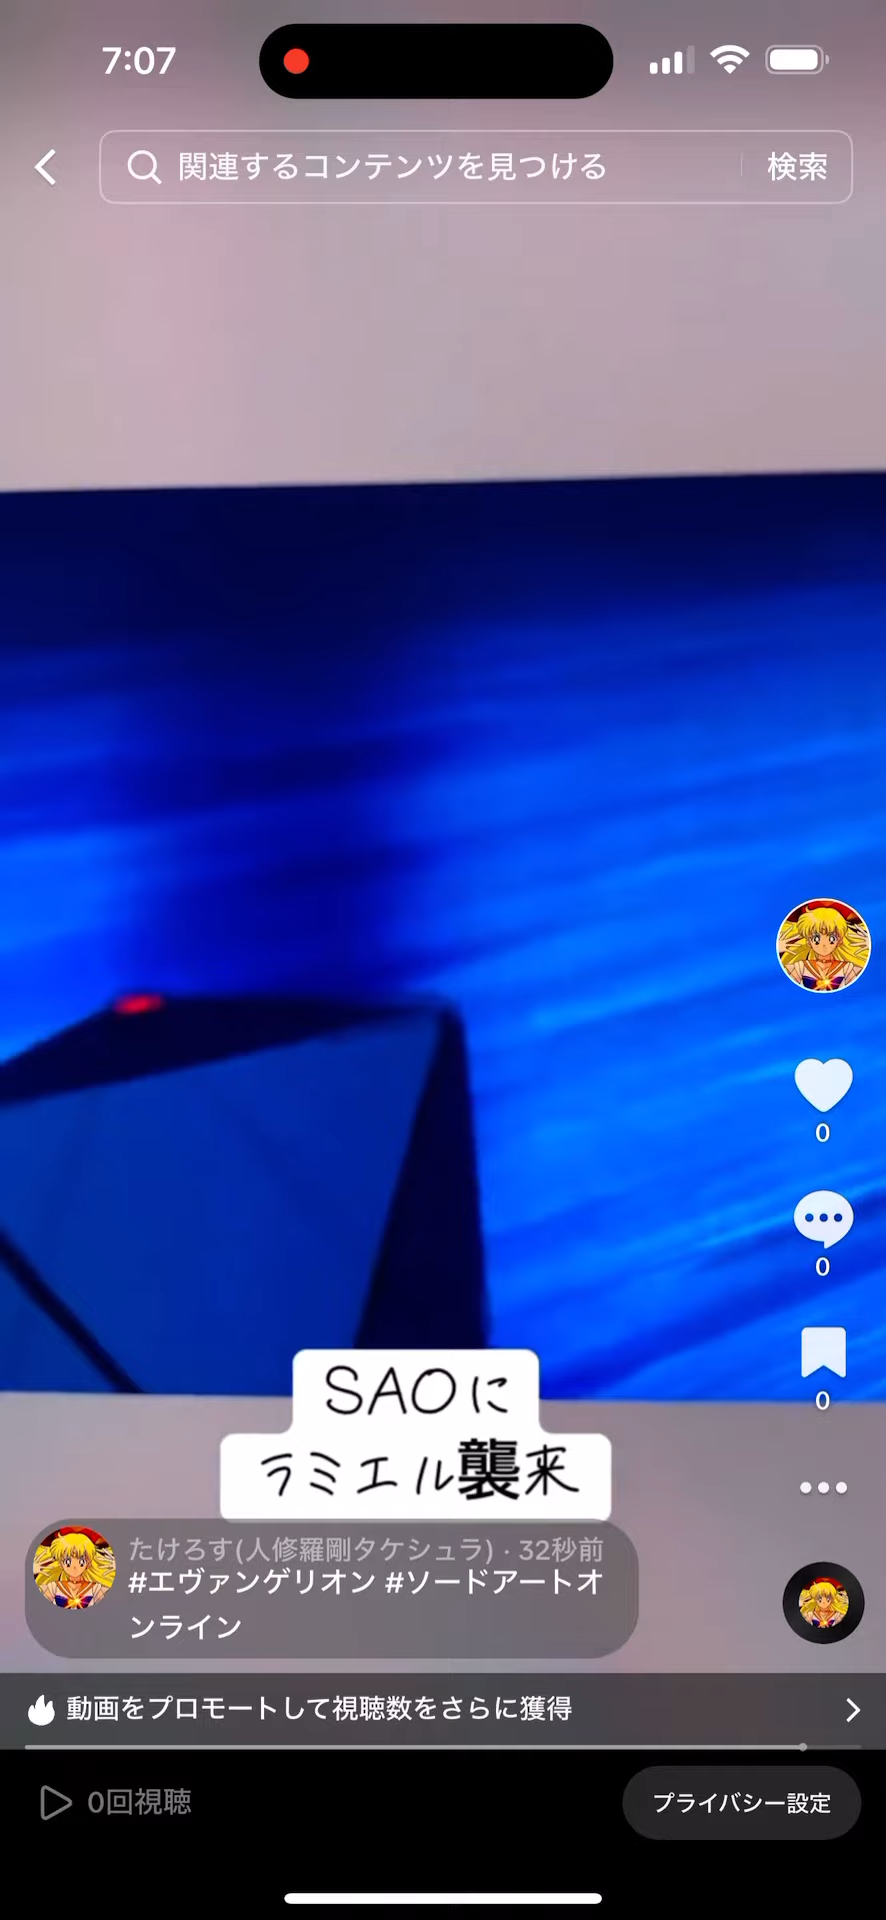 7:07
関連するコンテンツを見つける
検索
0
0
0
SAOに
ラミエル襲来
たけろす(人修羅剛タケシュラ) · 32秒前
#エヴァンゲリオン #ソードアートオ
ンライン
動画をプロモートして視聴数をさらに獲得
0回視聴
プライバシー設定